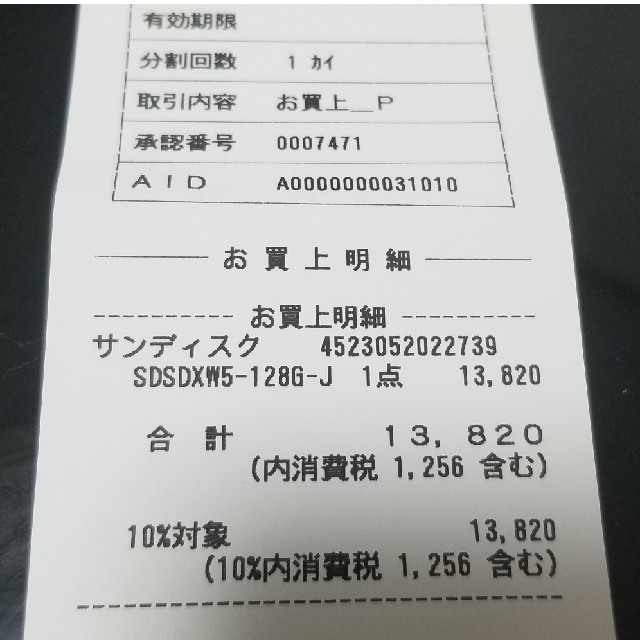 有効期限
分割回数 1 カイ
取引内容 お買上_P
承認番号 0007471
AID A0000000031010
お買上明細
お買上明細
サンディスク 4523052022739
SDSDXW5-128G-J 1点 13,820
合計 13,820
(内消費税 1,256 含む)
10%対象 13,820
(10%内消費税 1,256 含む)